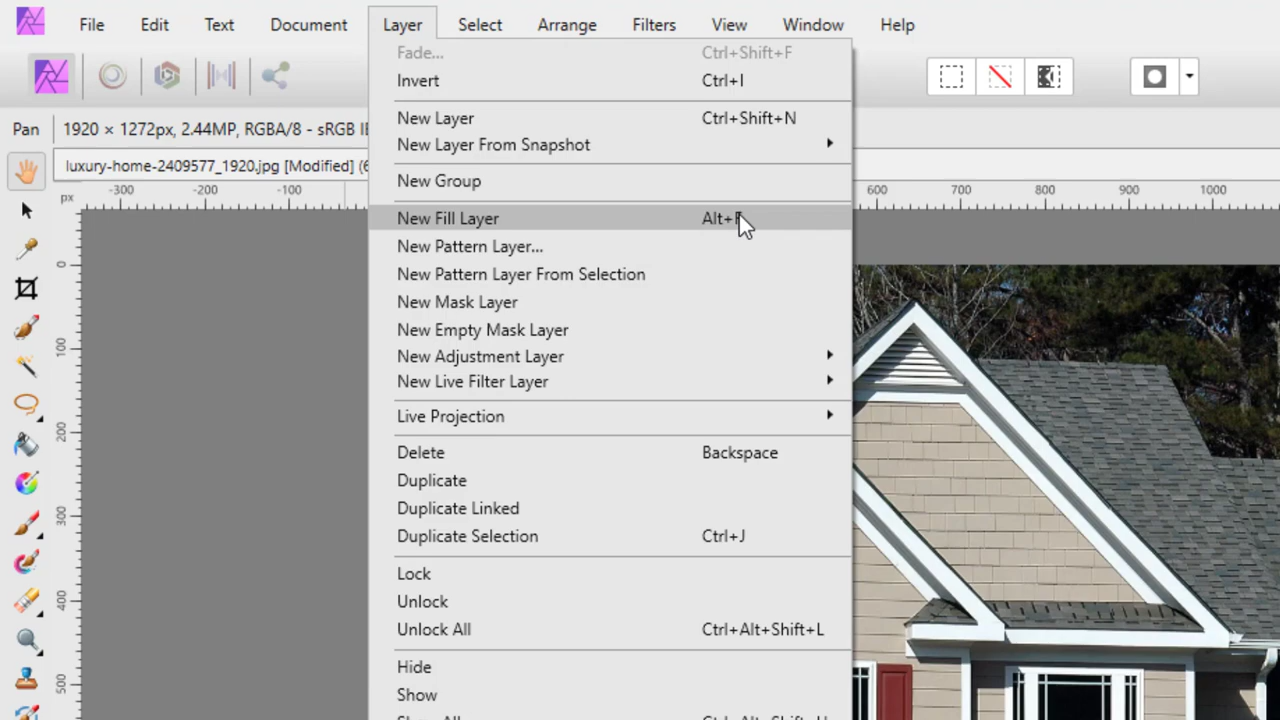 File Edit Text Document Layer Select Arrange Filters View Window Help
Fade... Ctrl+Shift+F
Invert Ctrl+I
Pan 1920 × 1272px, 2.44MP, RGBA/8 - sRGB
New Layer Ctrl+Shift+N
New Layer From Snapshot
luxury-home-2409577_1920.jpg [Modified]
New Group
px -300 -200 -100 600 700 800 900 1000
New Fill Layer Alt+F
New Pattern Layer...
0
New Pattern Layer From Selection
New Mask Layer
New Empty Mask Layer
100
New Adjustment Layer
New Live Filter Layer
Live Projection
200
Delete Backspace
Duplicate
Duplicate Linked
300
Duplicate Selection Ctrl+J
Lock
Unlock
400
Unlock All Ctrl+Alt+Shift+L
Hide
500
Show